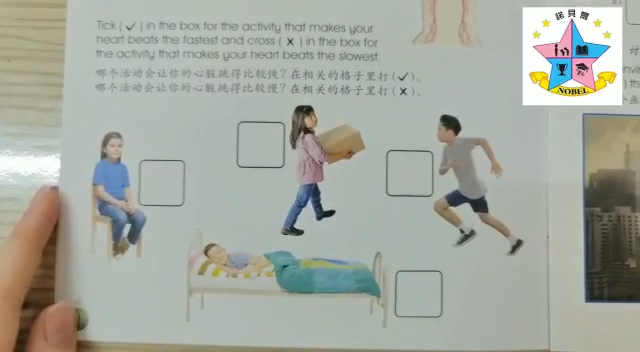 Tick ( ✓ ) in the box for the activity that makes your
heart beats the fastest and cross ( ✗ ) in the box for
the activity that makes your heart beats the slowest.
哪个活动会让你的心脏跳得比较快？在相关的格子里打(✓)。
哪个活动会让你的心脏跳得比较慢？在相关的格子里打(✗)。
諾貝爾
NOBEL